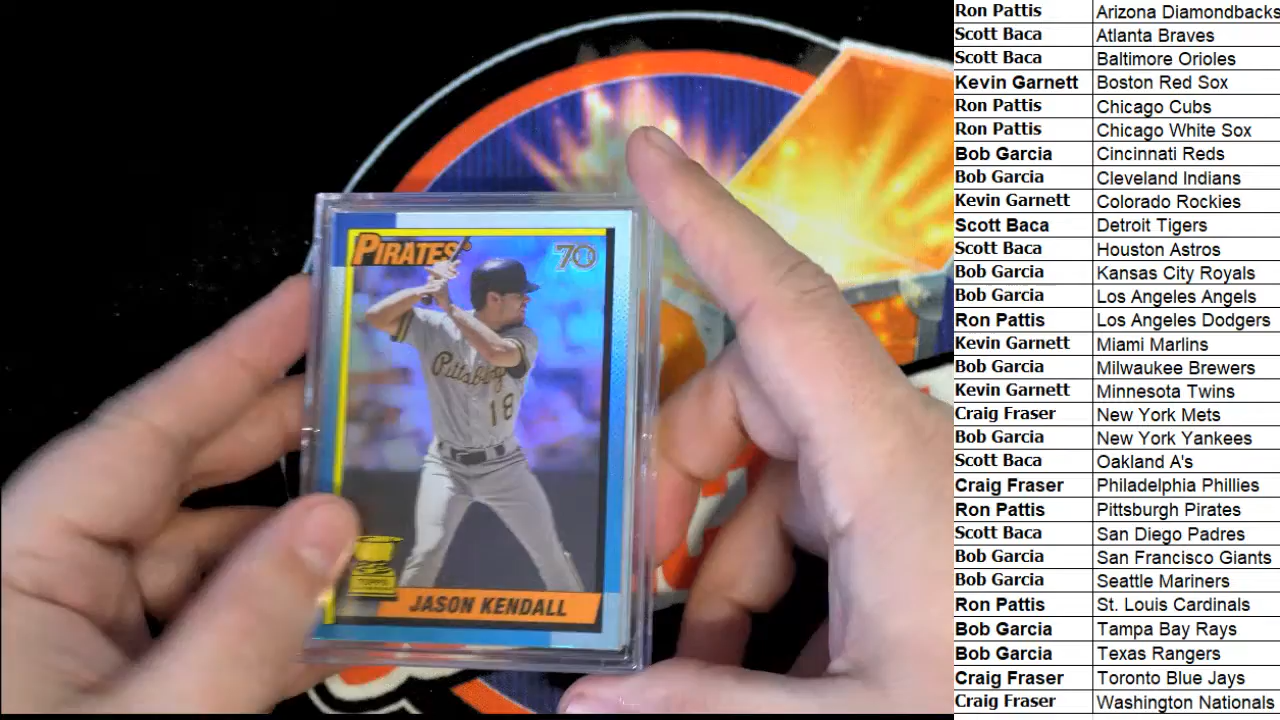 PIRATES
70
Pittsburgh
18
TOPPS
JASON KENDALL
Ron Pattis Arizona Diamondbacks
Scott Baca Atlanta Braves
Scott Baca Baltimore Orioles
Kevin Garnett Boston Red Sox
Ron Pattis Chicago Cubs
Ron Pattis Chicago White Sox
Bob Garcia Cincinnati Reds
Bob Garcia Cleveland Indians
Kevin Garnett Colorado Rockies
Scott Baca Detroit Tigers
Scott Baca Houston Astros
Bob Garcia Kansas City Royals
Bob Garcia Los Angeles Angels
Ron Pattis Los Angeles Dodgers
Kevin Garnett Miami Marlins
Bob Garcia Milwaukee Brewers
Kevin Garnett Minnesota Twins
Craig Fraser New York Mets
Bob Garcia New York Yankees
Scott Baca Oakland A's
Craig Fraser Philadelphia Phillies
Ron Pattis Pittsburgh Pirates
Scott Baca San Diego Padres
Bob Garcia San Francisco Giants
Bob Garcia Seattle Mariners
Ron Pattis St. Louis Cardinals
Bob Garcia Tampa Bay Rays
Bob Garcia Texas Rangers
Craig Fraser Toronto Blue Jays
Craig Fraser Washington Nationals